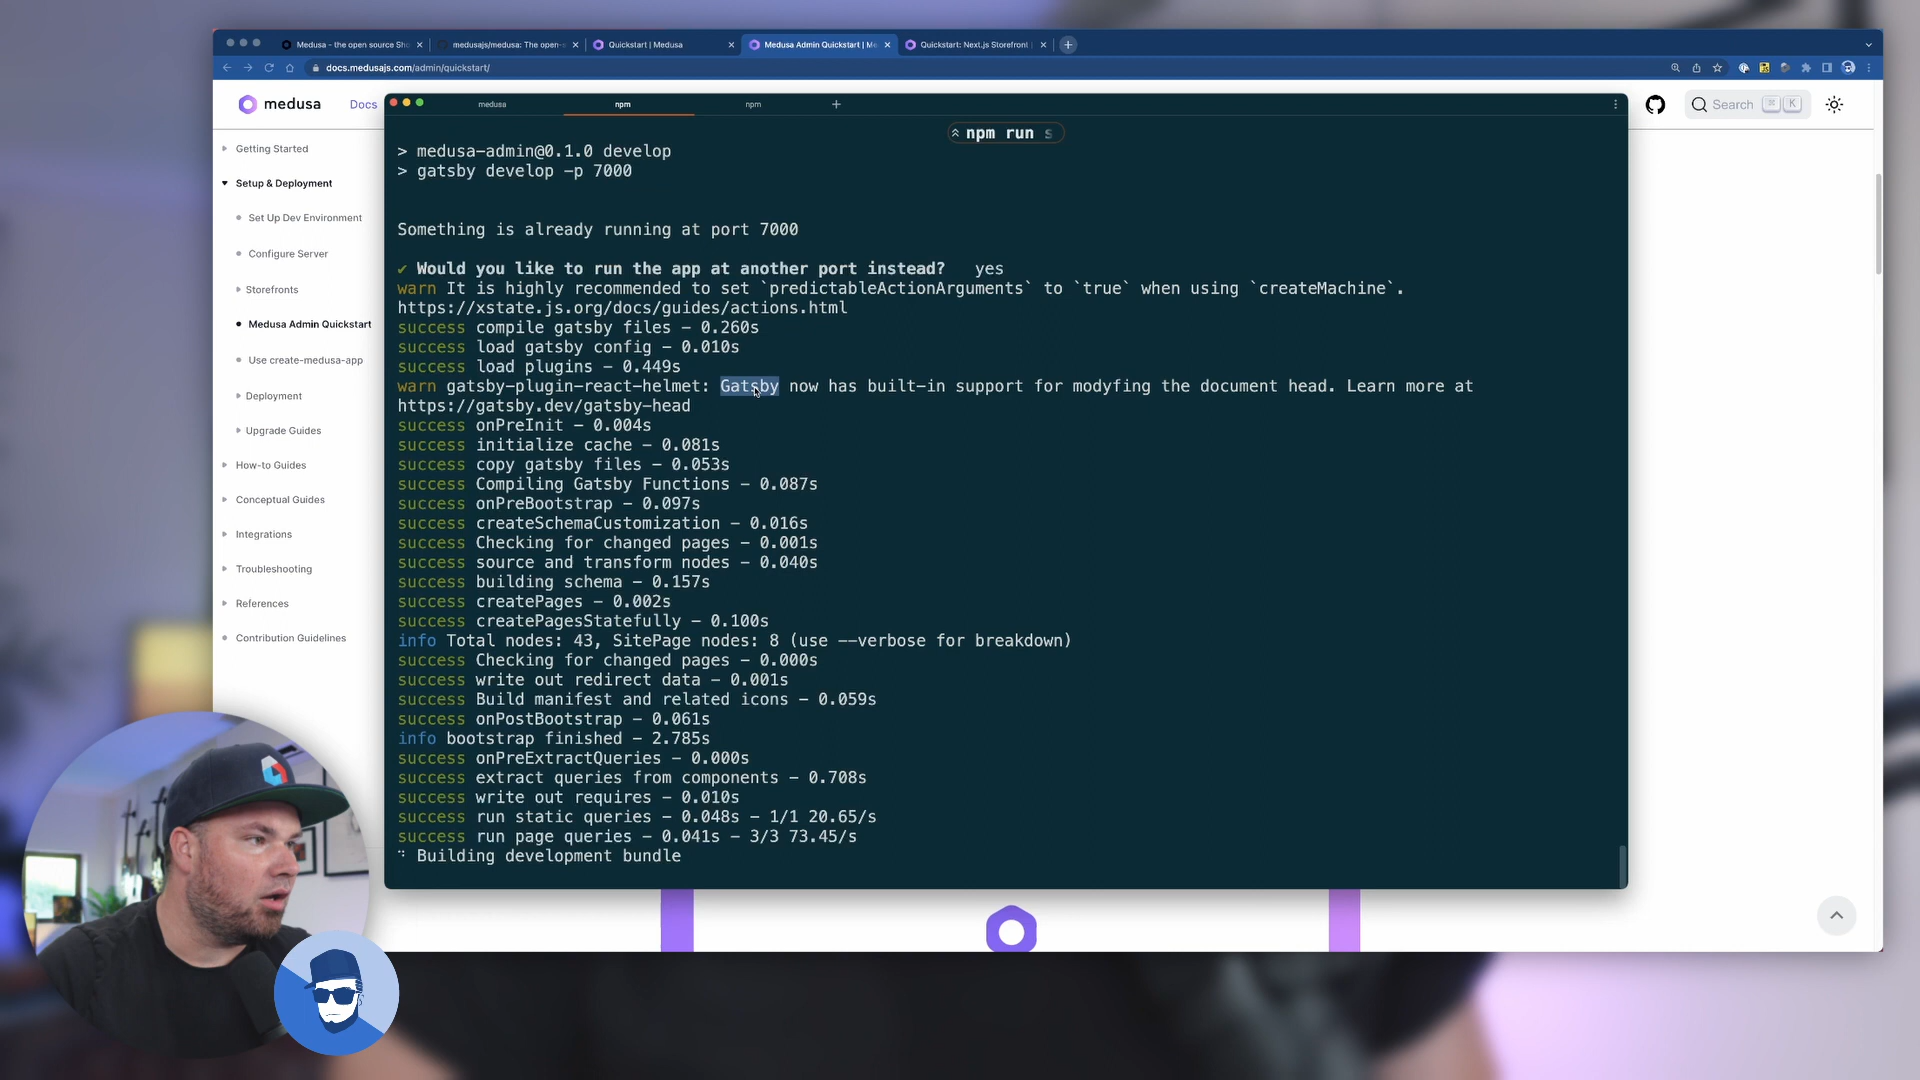 Medusa - the open source Sh
medusajs/medusa: The open-
Quickstart | Medusa
Medusa Admin Quickstart | Me
Quickstart: Next.js Storefront
docs.medusajs.com/admin/quickstart/
medusa
Docs
Search
K
Getting Started
Setup & Deployment
Set Up Dev Environment
Configure Server
Storefronts
Medusa Admin Quickstart
Use create-medusa-app
Deployment
Upgrade Guides
How-to Guides
Conceptual Guides
Integrations
Troubleshooting
References
Contribution Guidelines
medusa
npm
npm
npm run s
> medusa-admin@0.1.0 develop
> gatsby develop -p 7000
Something is already running at port 7000
✔ Would you like to run the app at another port instead? yes
warn It is highly recommended to set `predictableActionArguments` to `true` when using `createMachine`.
https://xstate.js.org/docs/guides/actions.html
success compile gatsby files - 0.260s
success load gatsby config - 0.010s
success load plugins - 0.449s
warn gatsby-plugin-react-helmet: Gatsby now has built-in support for modyfing the document head. Learn more at
https://gatsby.dev/gatsby-head
success onPreInit - 0.004s
success initialize cache - 0.081s
success copy gatsby files - 0.053s
success Compiling Gatsby Functions - 0.087s
success onPreBootstrap - 0.097s
success createSchemaCustomization - 0.016s
success Checking for changed pages - 0.001s
success source and transform nodes - 0.040s
success building schema - 0.157s
success createPages - 0.002s
success createPagesStatefully - 0.100s
info Total nodes: 43, SitePage nodes: 8 (use --verbose for breakdown)
success Checking for changed pages - 0.000s
success write out redirect data - 0.001s
success Build manifest and related icons - 0.059s
success onPostBootstrap - 0.061s
info bootstrap finished - 2.785s
success onPreExtractQueries - 0.000s
success extract queries from components - 0.708s
success write out requires - 0.010s
success run static queries - 0.048s - 1/1 20.65/s
success run page queries - 0.041s - 3/3 73.45/s
Building development bundle